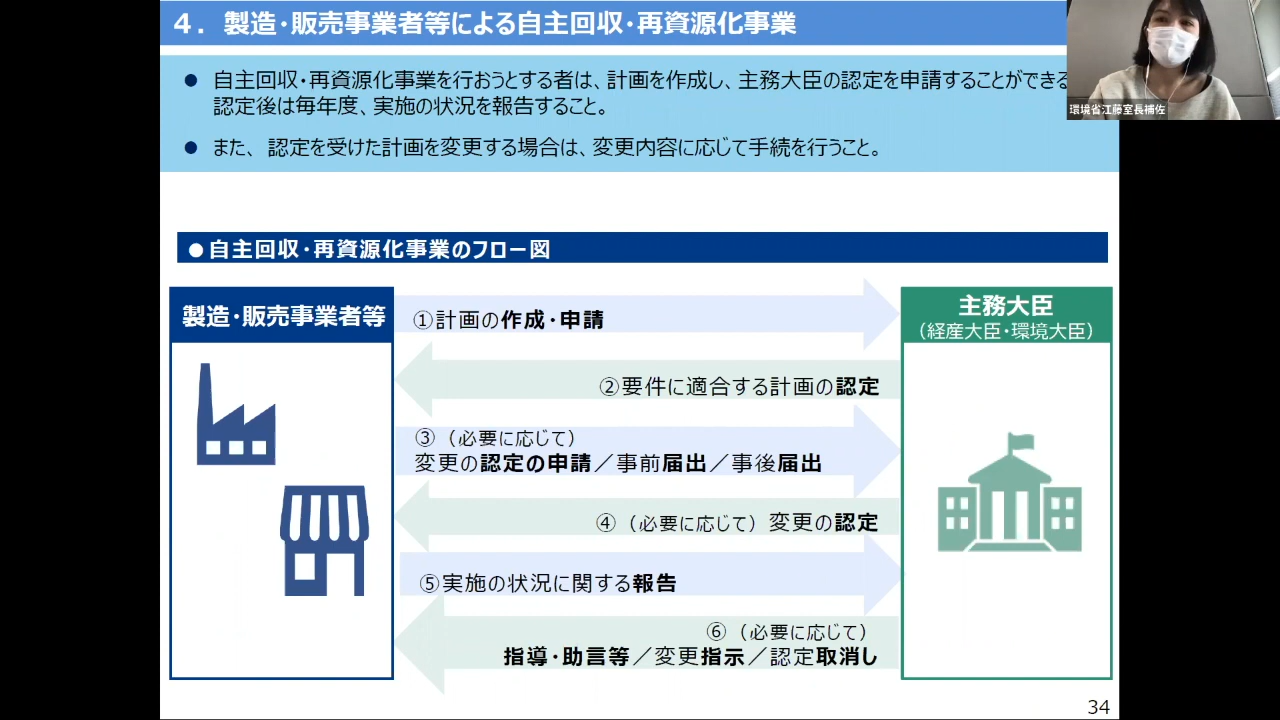 ４．製造・販売事業者等による自主回収・再資源化事業
● 自主回収・再資源化事業を行おうとする者は、計画を作成し、主務大臣の認定を申請することができる
認定後は毎年度、実施の状況を報告すること。
● また、認定を受けた計画を変更する場合は、変更内容に応じて手続を行うこと。
環境省江藤室長補佐
●自主回収・再資源化事業のフロー図
製造・販売事業者等
主務大臣
（経産大臣・環境大臣）
①計画の作成・申請
②要件に適合する計画の認定
③（必要に応じて）
変更の認定の申請／事前届出／事後届出
④（必要に応じて）変更の認定
⑤実施の状況に関する報告
⑥（必要に応じて）
指導・助言等／変更指示／認定取消し
34